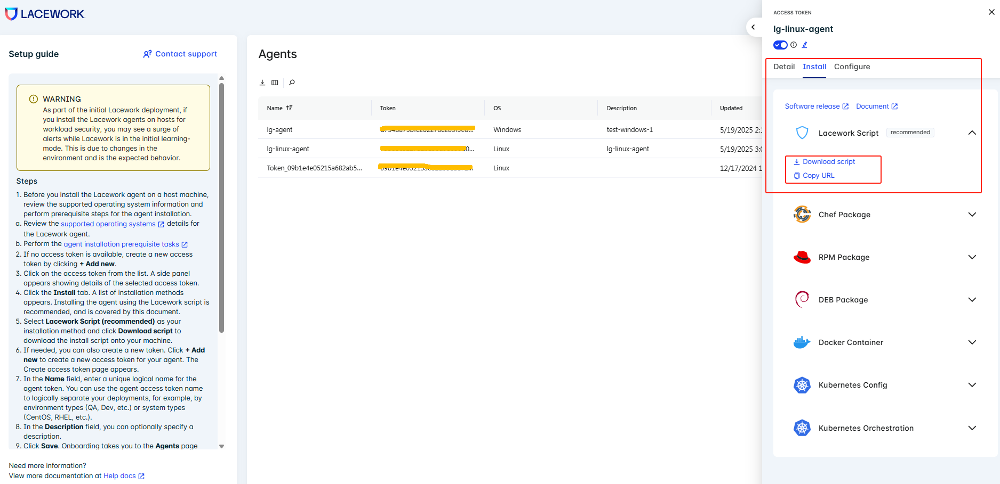 LACEWORK
Setup guide
Contact support
WARNING
As part of the initial Lacework deployment, if
you install the Lacework agents on hosts for
workload security, you may see a surge of
alerts while Lacework is in the initial learning-
mode. This is due to changes in the
environment and is the expected behavior.
Steps
1. Before you install the Lacework agent on a host machine,
review the supported operating system information and
perform prerequisite steps for the agent installation.
a. Review the supported operating systems details for
the Lacework agent.
b. Perform the agent installation prerequisite tasks
2. If no access token is available, create a new access
token by clicking + Add new.
3. Click on the access token from the list. A side panel
appears showing details of the selected access token.
4. Click the Install tab. A list of installation methods
appears. Installing the agent using the Lacework script is
recommended, and is covered by this document.
5. Select Lacework Script (recommended) as your
installation method and click Download script to
download the install script onto your machine.
6. If needed, you can also create a new token. Click + Add
new to create a new access token for your agent. The
Create access token page appears.
7. In the Name field, enter a unique logical name for the
agent token. You can use the agent access token name
to logically separate your deployments, for example, by
environment types (QA, Dev, etc.) or system types
(CentOS, RHEL, etc.).
8. In the Description field, you can optionally specify a
description.
9. Click Save. Onboarding takes you to the Agents page
Need more information?
View more documentation at Help docs
Agents
Name Token OS Description Updated
lg-agent Windows test-windows-1 5/19/2025 2:1
lg-linux-agent Linux lg-linux-agent 5/19/2025 3:0
Token_09b1e4e05215a682ab5... Linux 12/17/2024 1
ACCESS TOKEN
lg-linux-agent
Detail Install Configure
Software release Document
Lacework Script recommended
Download script
Copy URL
Chef Package
RPM Package
DEB Package
Docker Container
Kubernetes Config
Kubernetes Orchestration